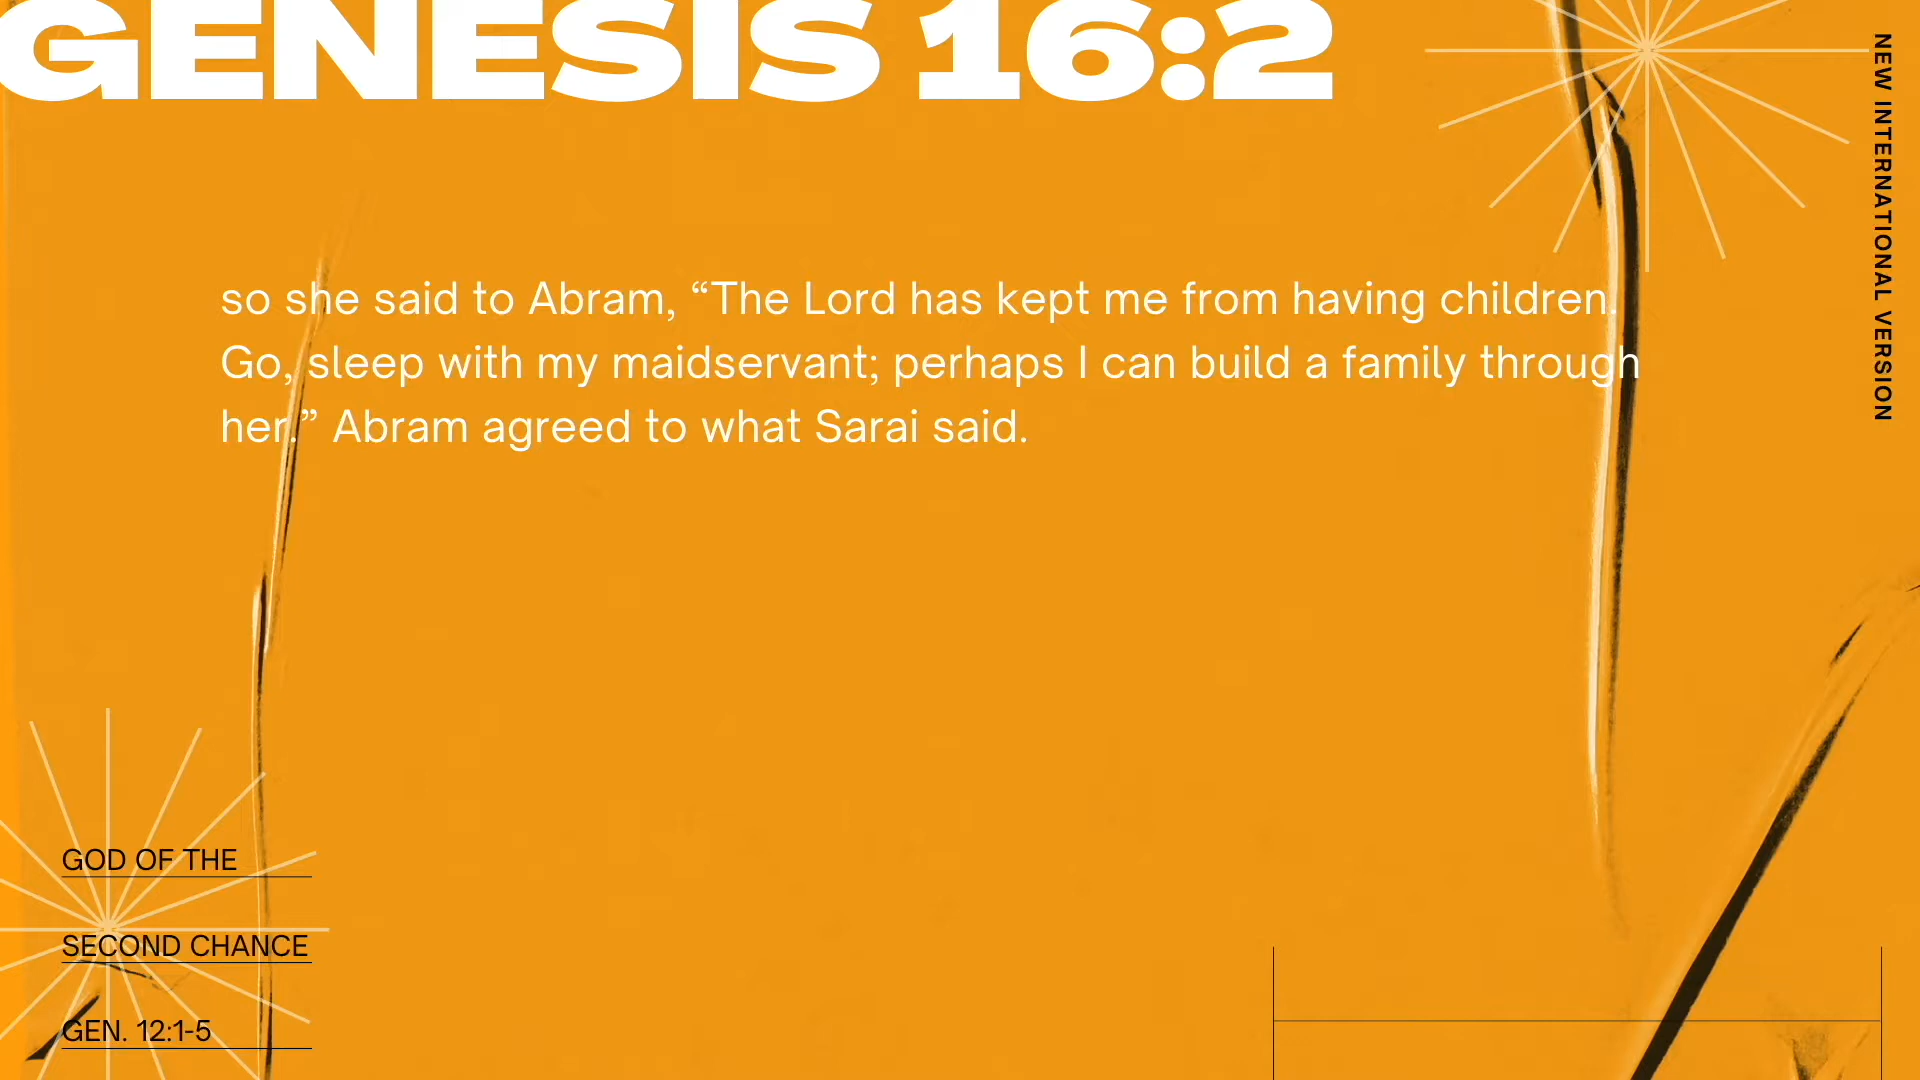 GENESIS 16:2
NEW INTERNATIONAL VERSION
so she said to Abram, “The Lord has kept me from having children.
Go, sleep with my maidservant; perhaps I can build a family through
her.” Abram agreed to what Sarai said.
GOD OF THE
SECOND CHANCE
GEN. 12:1-5